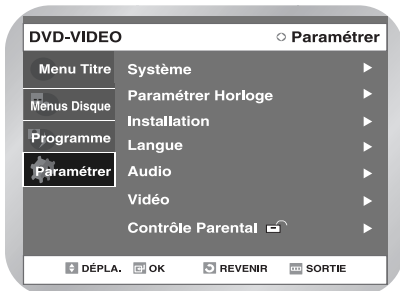 DVD-VIDEO Paramétrer
Menu Titre Système
Menus Disque Paramétrer Horloge
Installation
Programme Langue
Paramétrer Audio
Vidéo
Contrôle Parental
DÉPLA. OK REVENIR SORTIE